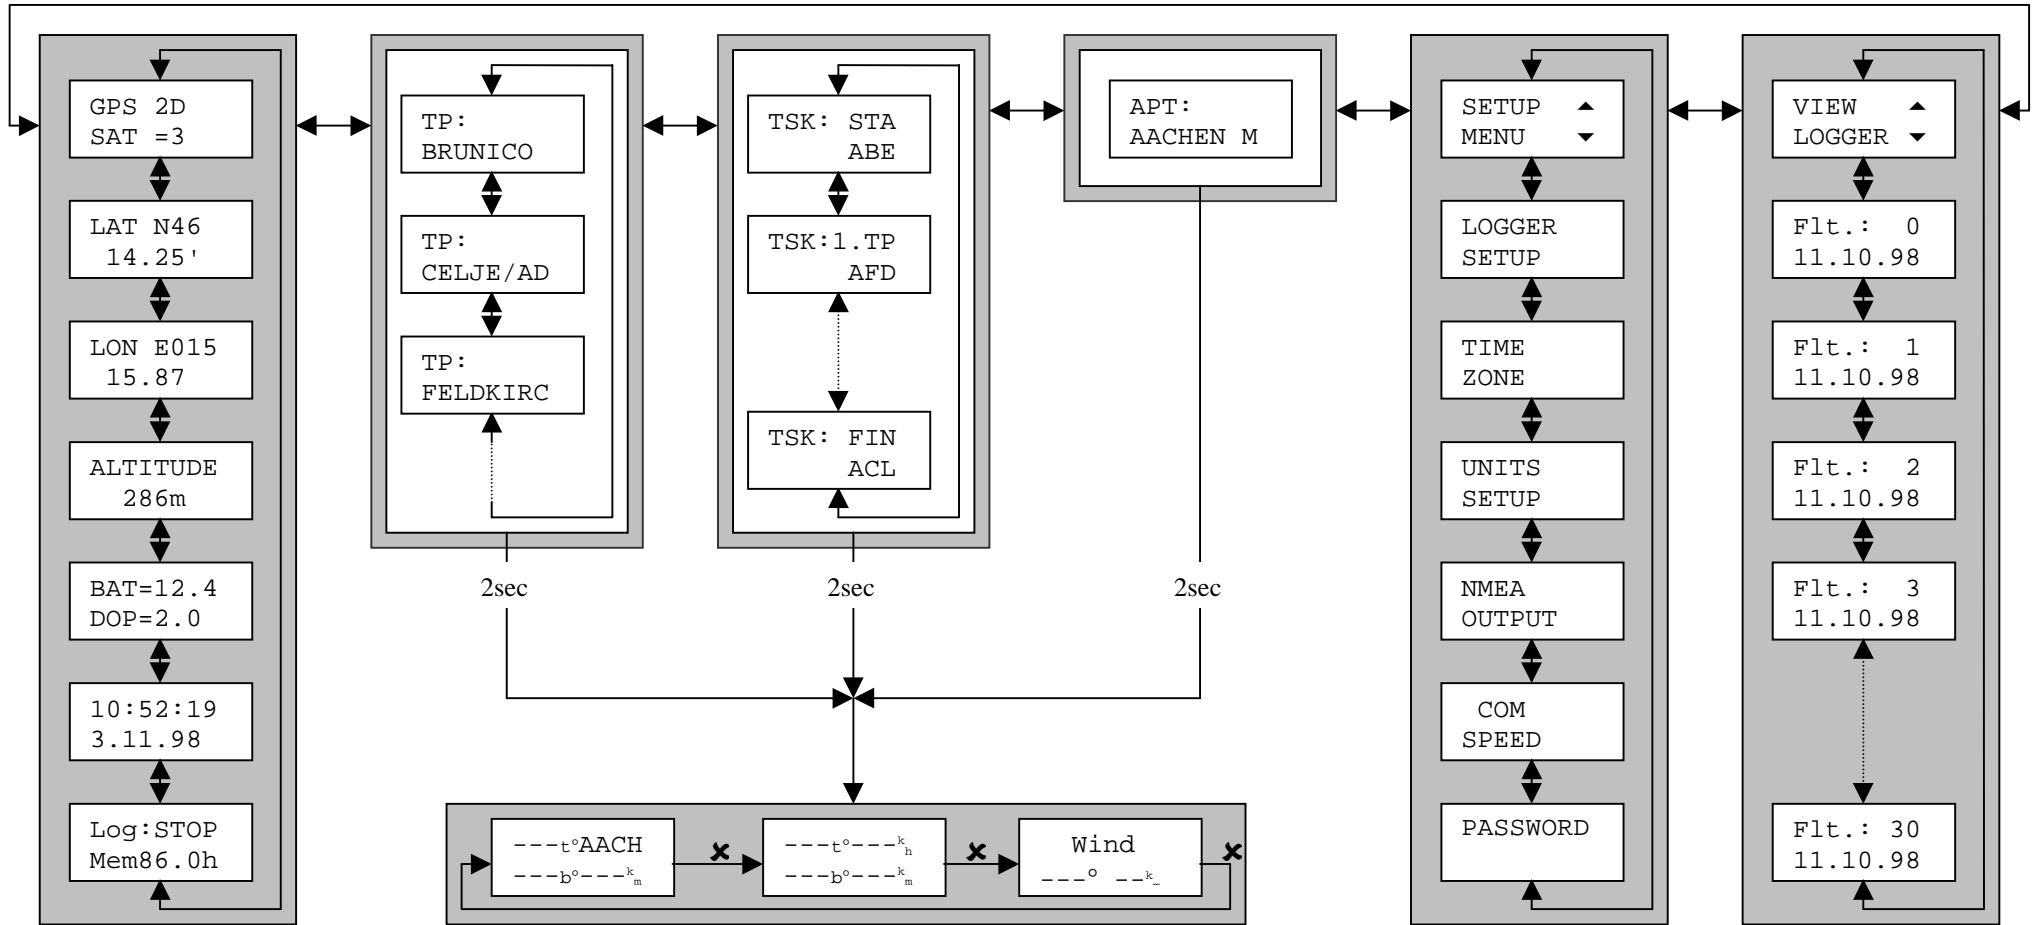 GPS 2D
SAT =3
LAT N46
14.25'
LON E015
15.87
ALTITUDE
286m
BAT=12.4
DOP=2.0
10:52:19
3.11.98
Log:STOP
Mem86.0h
TP:
BRUNICO
TP:
CELJE/AD
TP:
FELDKIRC
2sec
TSK: STA
ABE
TSK:1.TP
AFD
TSK: FIN
ACL
2sec
APT:
AACHEN M
2sec
---t°AACH
---b°---km
---t°---kh
---b°---km
Wind
---° --k
SETUP
MENU
LOGGER
SETUP
TIME
ZONE
UNITS
SETUP
NMEA
OUTPUT
COM
SPEED
PASSWORD
VIEW
LOGGER
Flt.: 0
11.10.98
Flt.: 1
11.10.98
Flt.: 2
11.10.98
Flt.: 3
11.10.98
Flt.: 30
11.10.98